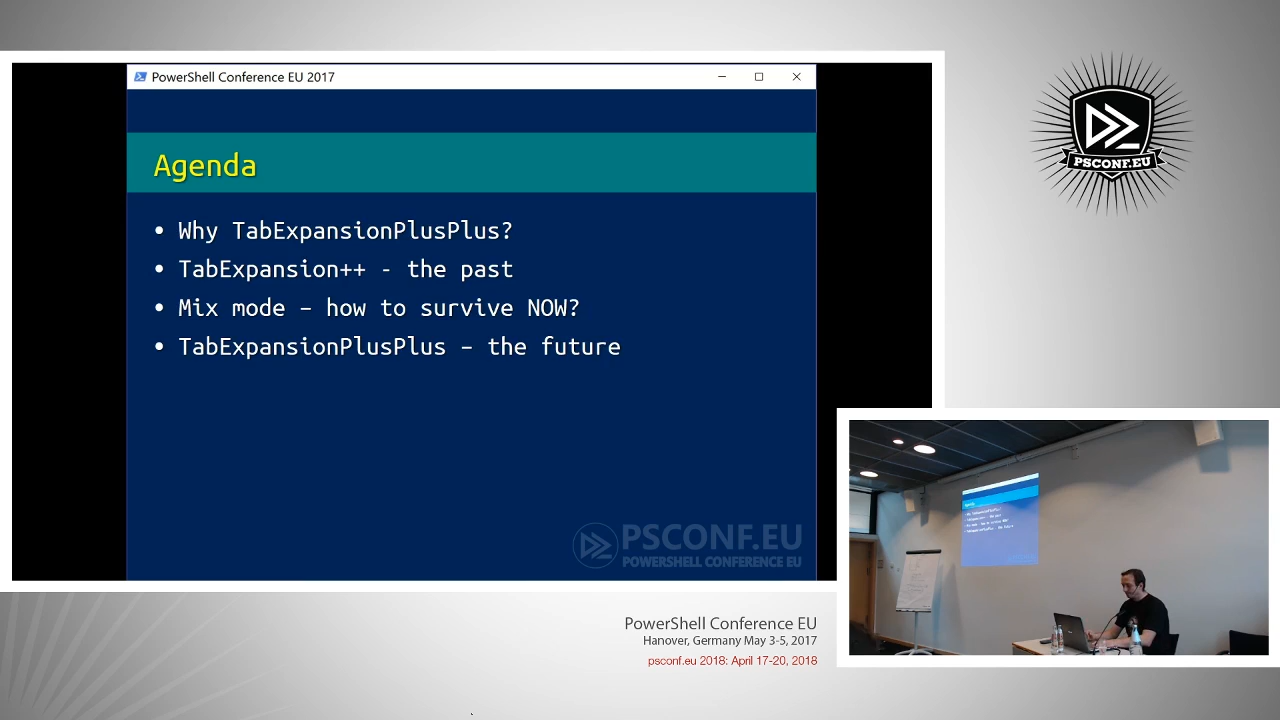 PowerShell Conference EU 2017
Agenda
• Why TabExpansionPlusPlus?
• TabExpansion++ - the past
• Mix mode – how to survive NOW?
• TabExpansionPlusPlus – the future
PSCONF.EU
POWERSHELL CONFERENCE EU
PSCONF.EU
PowerShell Conference EU
Hanover, Germany May 3-5, 2017
psconf.eu 2018: April 17-20, 2018
Agenda